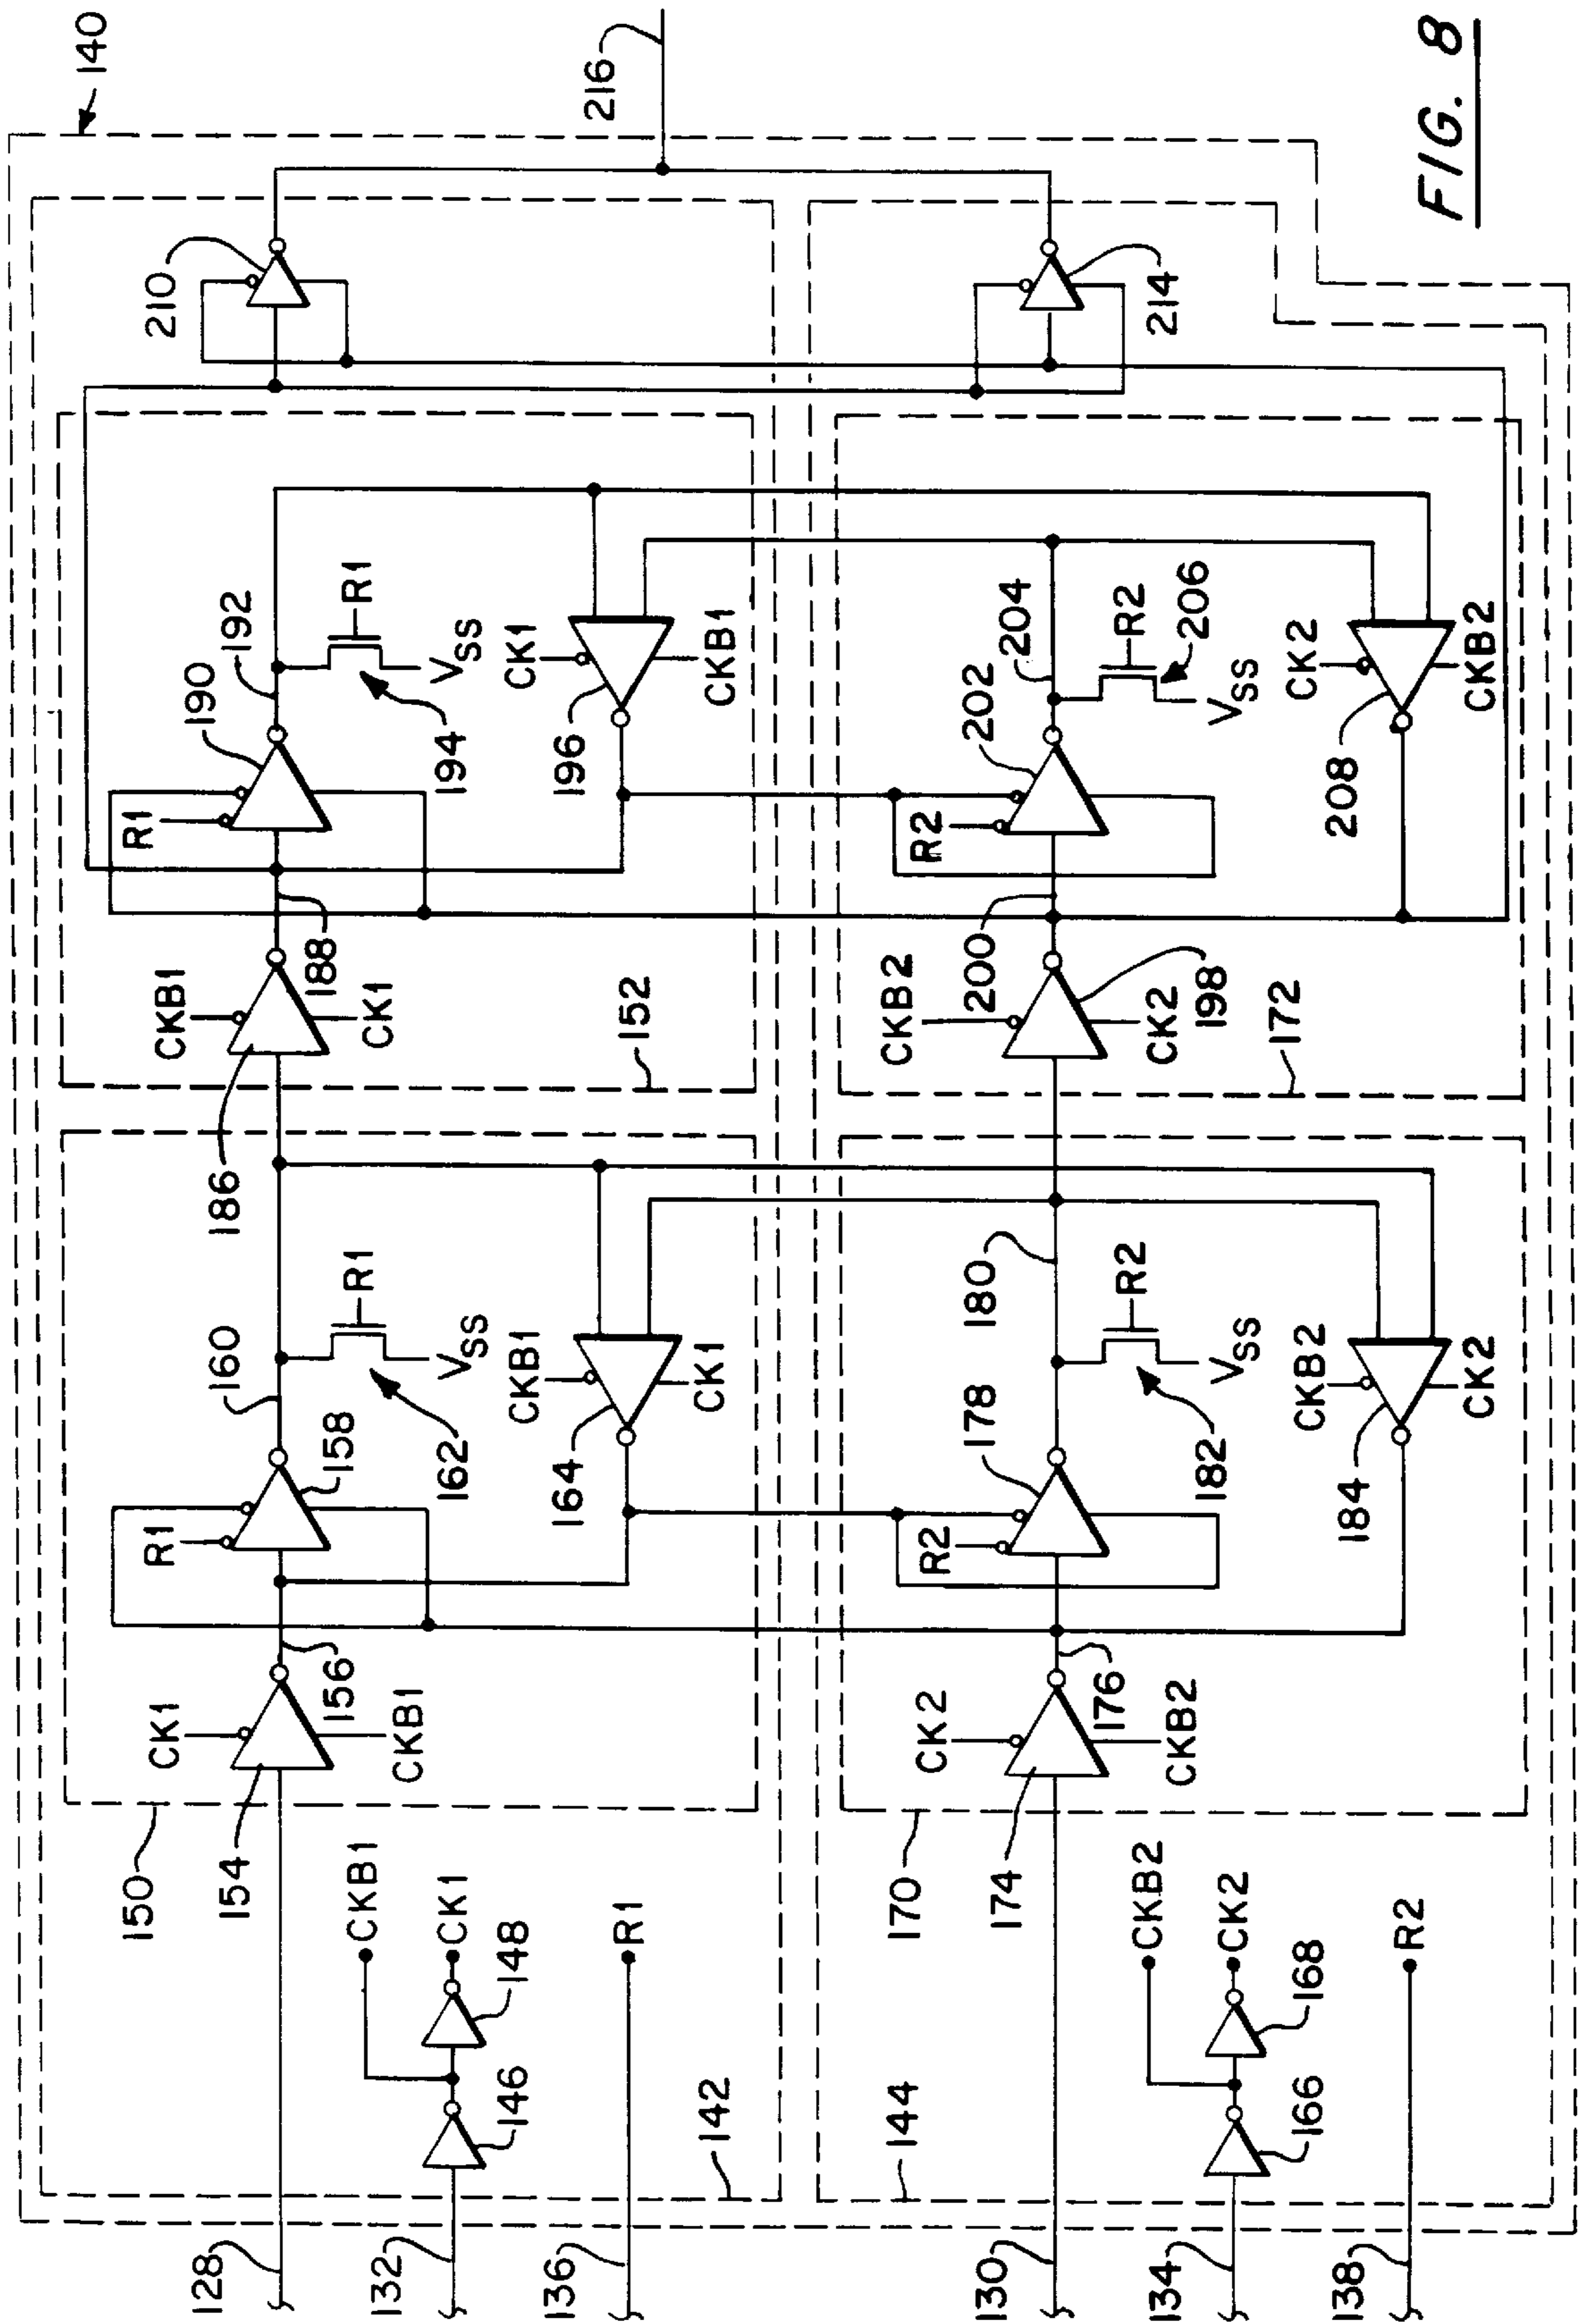 140
216
210
214
R1
190
192
R1
194
VSS
CK1
196
CKB1
CKB1
186
188
CK1
152
R2
202
204
R2
206
VSS
CK2
208
CKB2
CKB2
200
198
CK2
172
160
R1
158
R1
162
VSS
CKB1
164
CK1
CK1
154
156
CKB1
150
180
R2
178
R2
182
VSS
CKB2
184
CK2
CK2
174
176
CKB2
170
CKB1
CK1
148
146
R1
142
CKB2
CK2
168
166
R2
144
128
132
136
130
134
138
FIG. 8